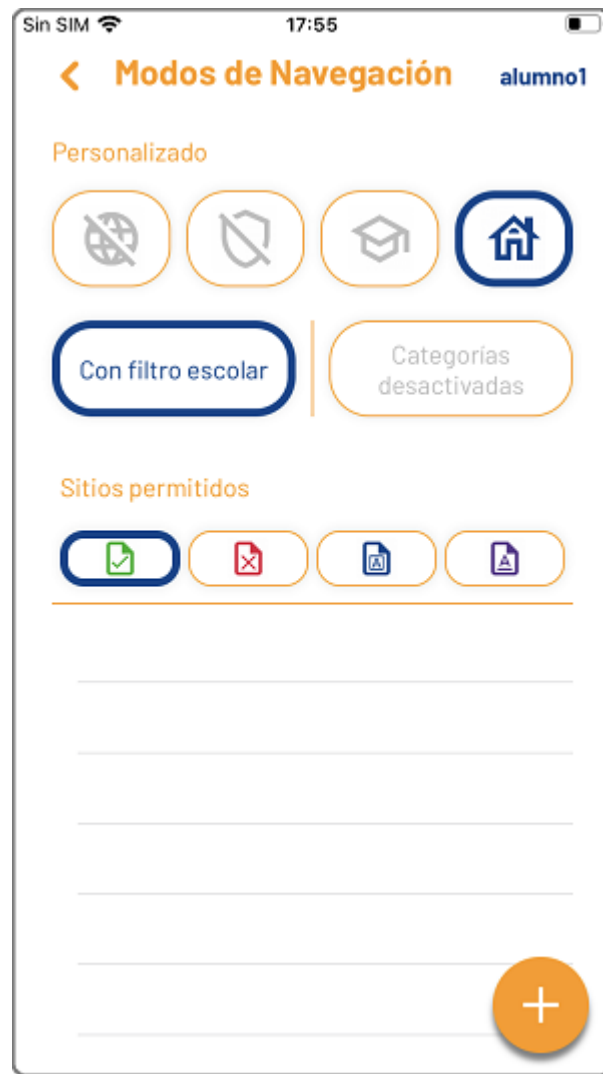 Sin SIM 17:55
Modos de Navegación alumno1
Personalizado
Con filtro escolar
Categorías
desactivadas
Sitios permitidos